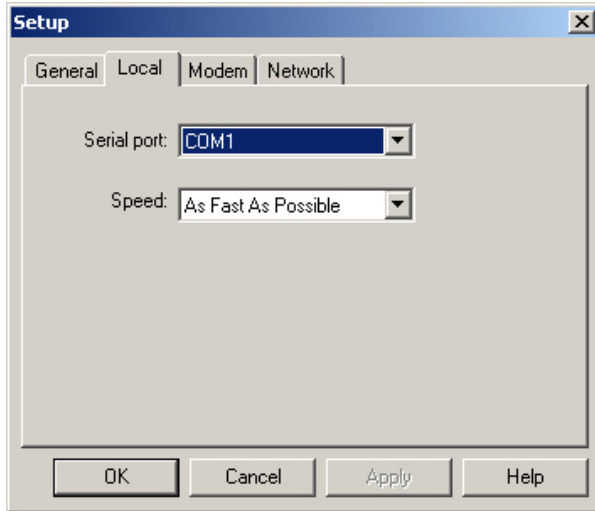 Setup
General Local Modem Network
Serial port: COM1
Speed: As Fast As Possible
OK Cancel Apply Help